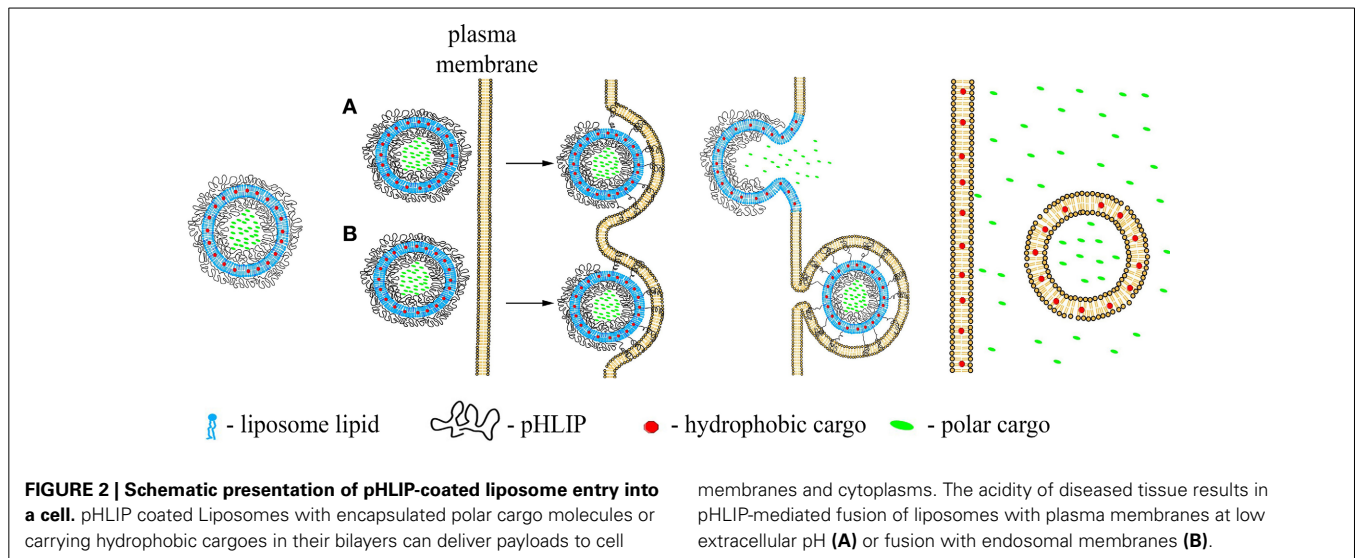 plasma
membrane
A
B
- liposome lipid - pHLIP - hydrophobic cargo - polar cargo
FIGURE 2 | Schematic presentation of pHLIP-coated liposome entry into
a cell. pHLIP coated Liposomes with encapsulated polar cargo molecules or
carrying hydrophobic cargoes in their bilayers can deliver payloads to cell
membranes and cytoplasms. The acidity of diseased tissue results in
pHLIP-mediated fusion of liposomes with plasma membranes at low
extracellular pH (A) or fusion with endosomal membranes (B).